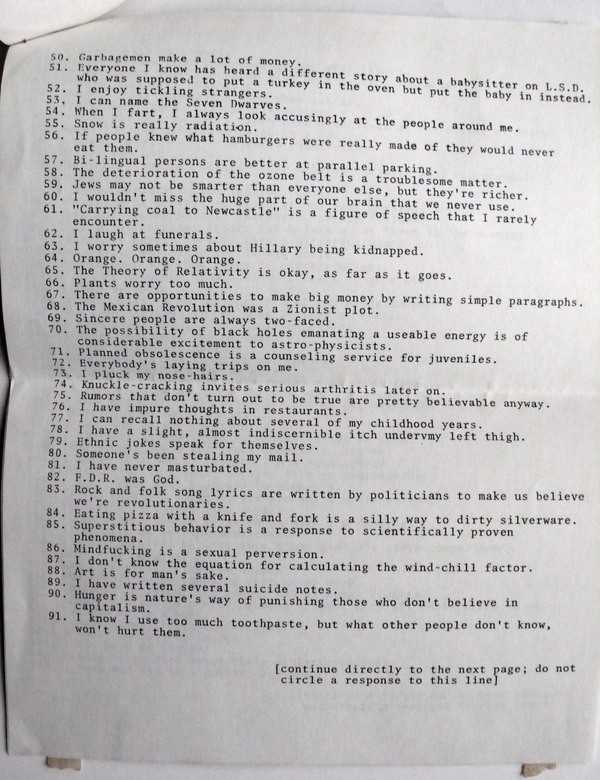 50. Garbagemen make a lot of money.
51. Everyone I know has heard a different story about a babysitter on L.S.D.
who was supposed to put a turkey in the oven but put the baby in instead.
52. I enjoy tickling strangers.
53. I can name the Seven Dwarves.
54. When I fart, I always look accusingly at the people around me.
55. Snow is really radiation.
56. If people knew what hamburgers were really made of they would never
eat them.
57. Bi-lingual persons are better at parallel parking.
58. The deterioration of the ozone belt is a troublesome matter.
59. Jews may not be smarter than everyone else, but they're richer.
60. I wouldn't miss the huge part of our brain that we never use.
61. "Carrying coal to Newcastle" is a figure of speech that I rarely
encounter.
62. I laugh at funerals.
63. I worry sometimes about Hillary being kidnapped.
64. Orange. Orange. Orange.
65. The Theory of Relativity is okay, as far as it goes.
66. Plants worry too much.
67. There are opportunities to make big money by writing simple paragraphs.
68. The Mexican Revolution was a Zionist plot.
69. Sincere people are always two-faced.
70. The possibility of black holes emanating a useable energy is of
considerable excitement to astro-physicists.
71. Planned obsolescence is a counseling service for juveniles.
72. Everybody's laying trips on me.
73. I pluck my nose-hairs.
74. Knuckle-cracking invites serious arthritis later on.
75. Rumors that don't turn out to be true are pretty believable anyway.
76. I have impure thoughts in restaurants.
77. I can recall nothing about several of my childhood years.
78. I have a slight, almost indiscernible itch undervmy left thigh.
79. Ethnic jokes speak for themselves.
80. Someone's been stealing my mail.
81. I have never masturbated.
82. F.D.R. was God.
83. Rock and folk song lyrics are written by politicians to make us believe
we're revolutionaries.
84. Eating pizza with a knife and fork is a silly way to dirty silverware.
85. Superstitious behavior is a response to scientifically proven
phenomena.
86. Mindfucking is a sexual perversion.
87. I don't know the equation for calculating the wind-chill factor.
88. Art is for man's sake.
89. I have written several suicide notes.
90. Hunger is nature's way of punishing those who don't believe in
capitalism.
91. I know I use too much toothpaste, but what other people don't know,
won't hurt them.
[continue directly to the next page; do not
circle a response to this line]